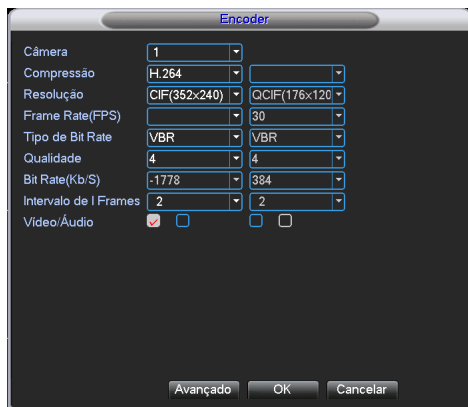 Encoder
Câmera 1
Compressão H.264
Resolução CIF(352x240) QCIF(176x120
Frame Rate(FPS) 30
Tipo de Bit Rate VBR VBR
Qualidade 4 4
Bit Rate(Kb/S) -1778 384
Intervalo de I Frames 2 2
Vídeo/Áudio
Avançado OK Cancelar